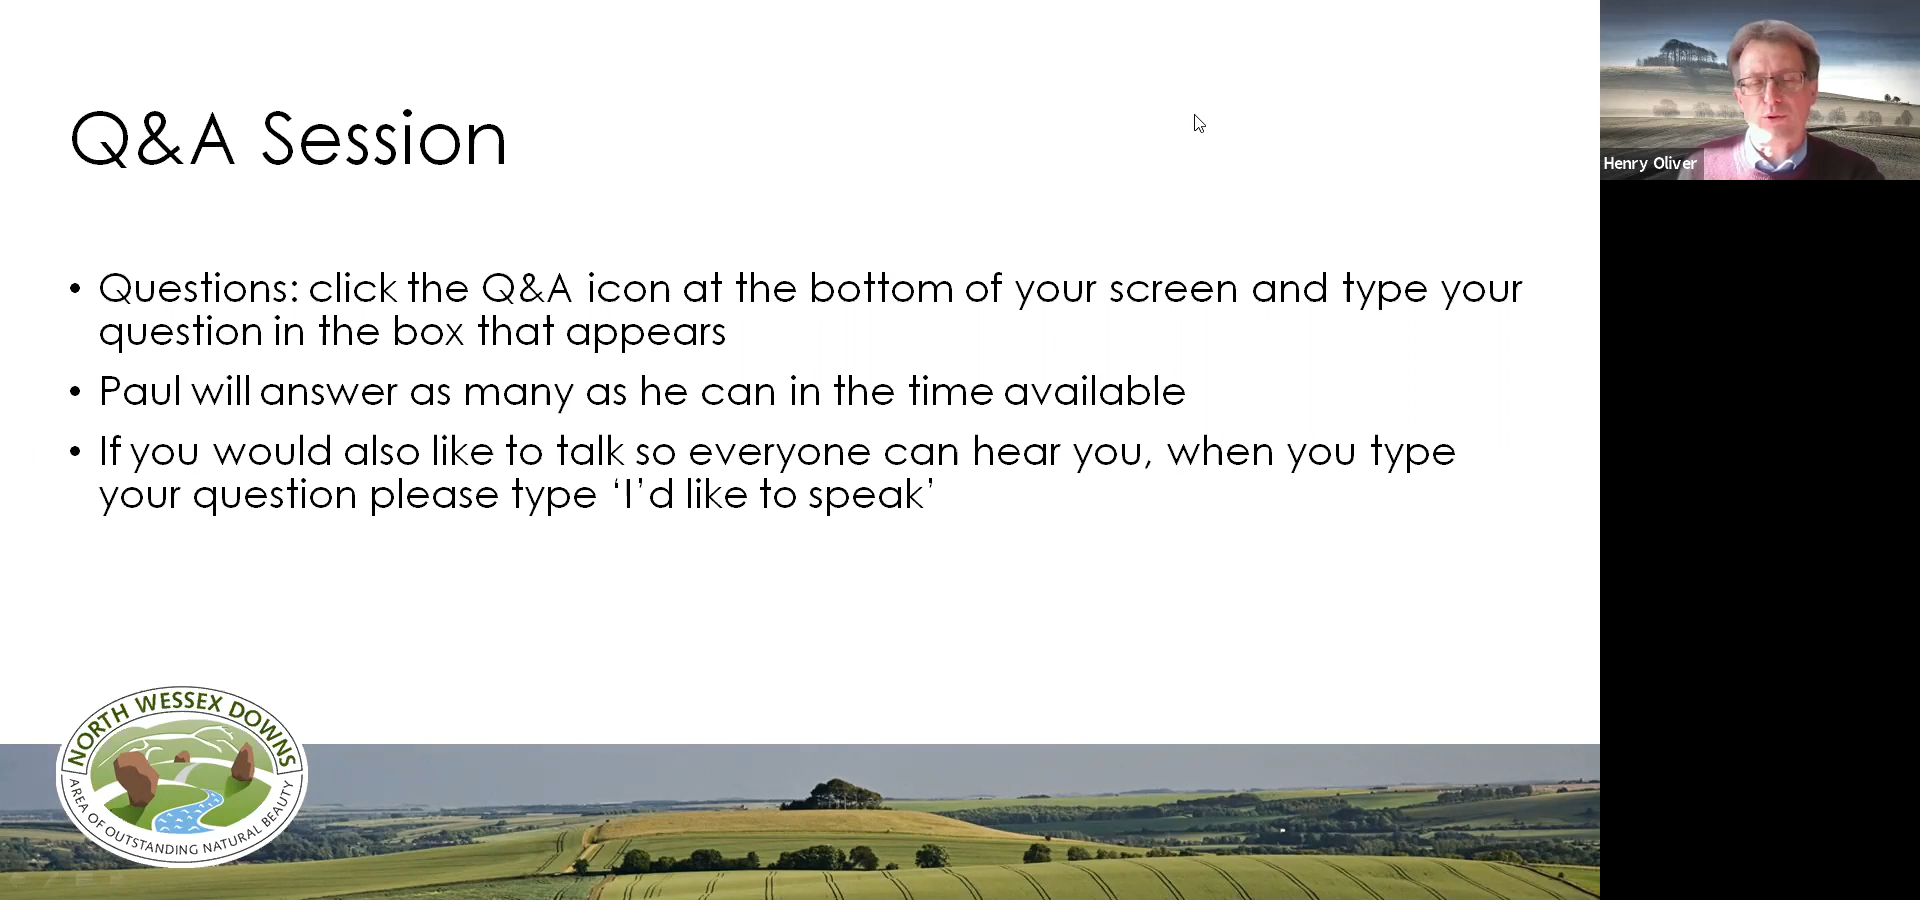 Q&A Session
• Questions: click the Q&A icon at the bottom of your screen and type your
question in the box that appears
• Paul will answer as many as he can in the time available
• If you would also like to talk so everyone can hear you, when you type
your question please type ‘I’d like to speak’
Henry Oliver
NORTH WESSEX DOWNS
AREA OF OUTSTANDING NATURAL BEAUTY